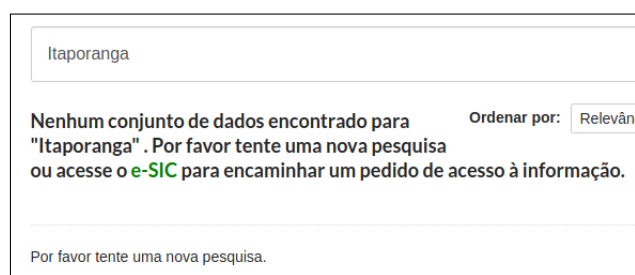 Itaporanga
Nenhum conjunto de dados encontrado para
"Itaporanga" . Por favor tente uma nova pesquisa
ou acesse o e-SIC para encaminhar um pedido de acesso à informação.
Ordenar por:
Por favor tente uma nova pesquisa.